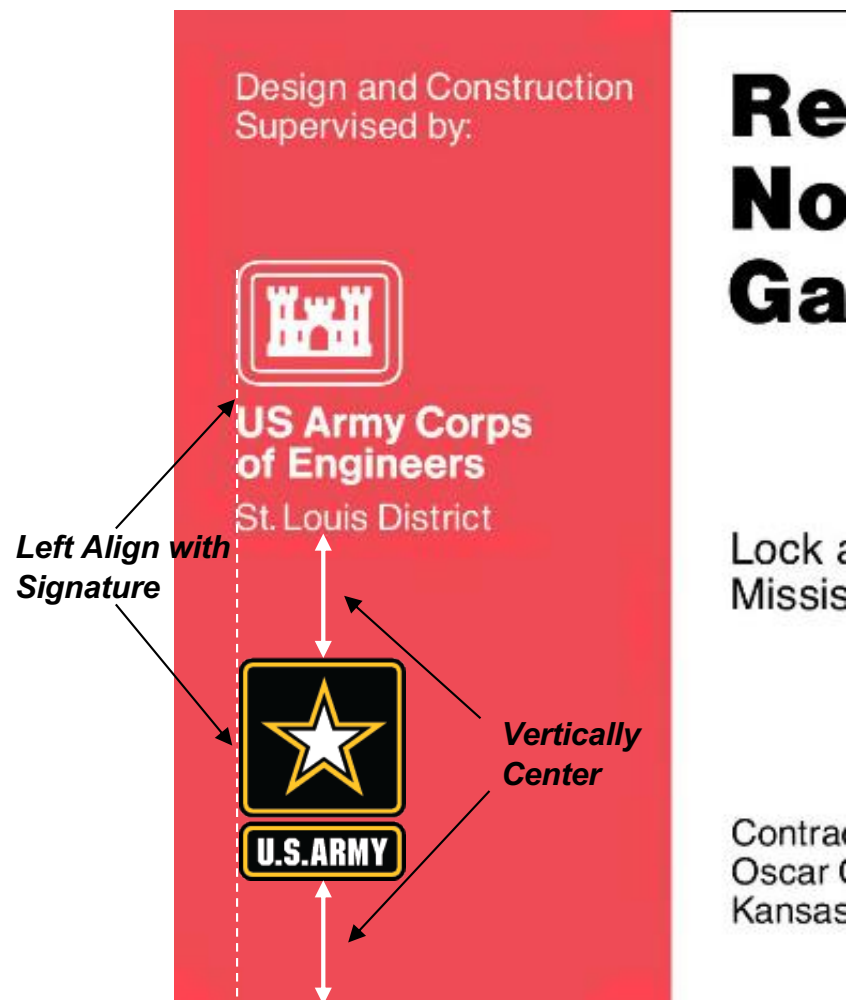 Design and Construction
Supervised by:
US Army Corps
of Engineers
St. Louis District
Left Align with
Signature
U.S.ARMY
Vertically
Center
Re
No
Ga
Lock a
Missis
Contrac
Oscar
Kansas